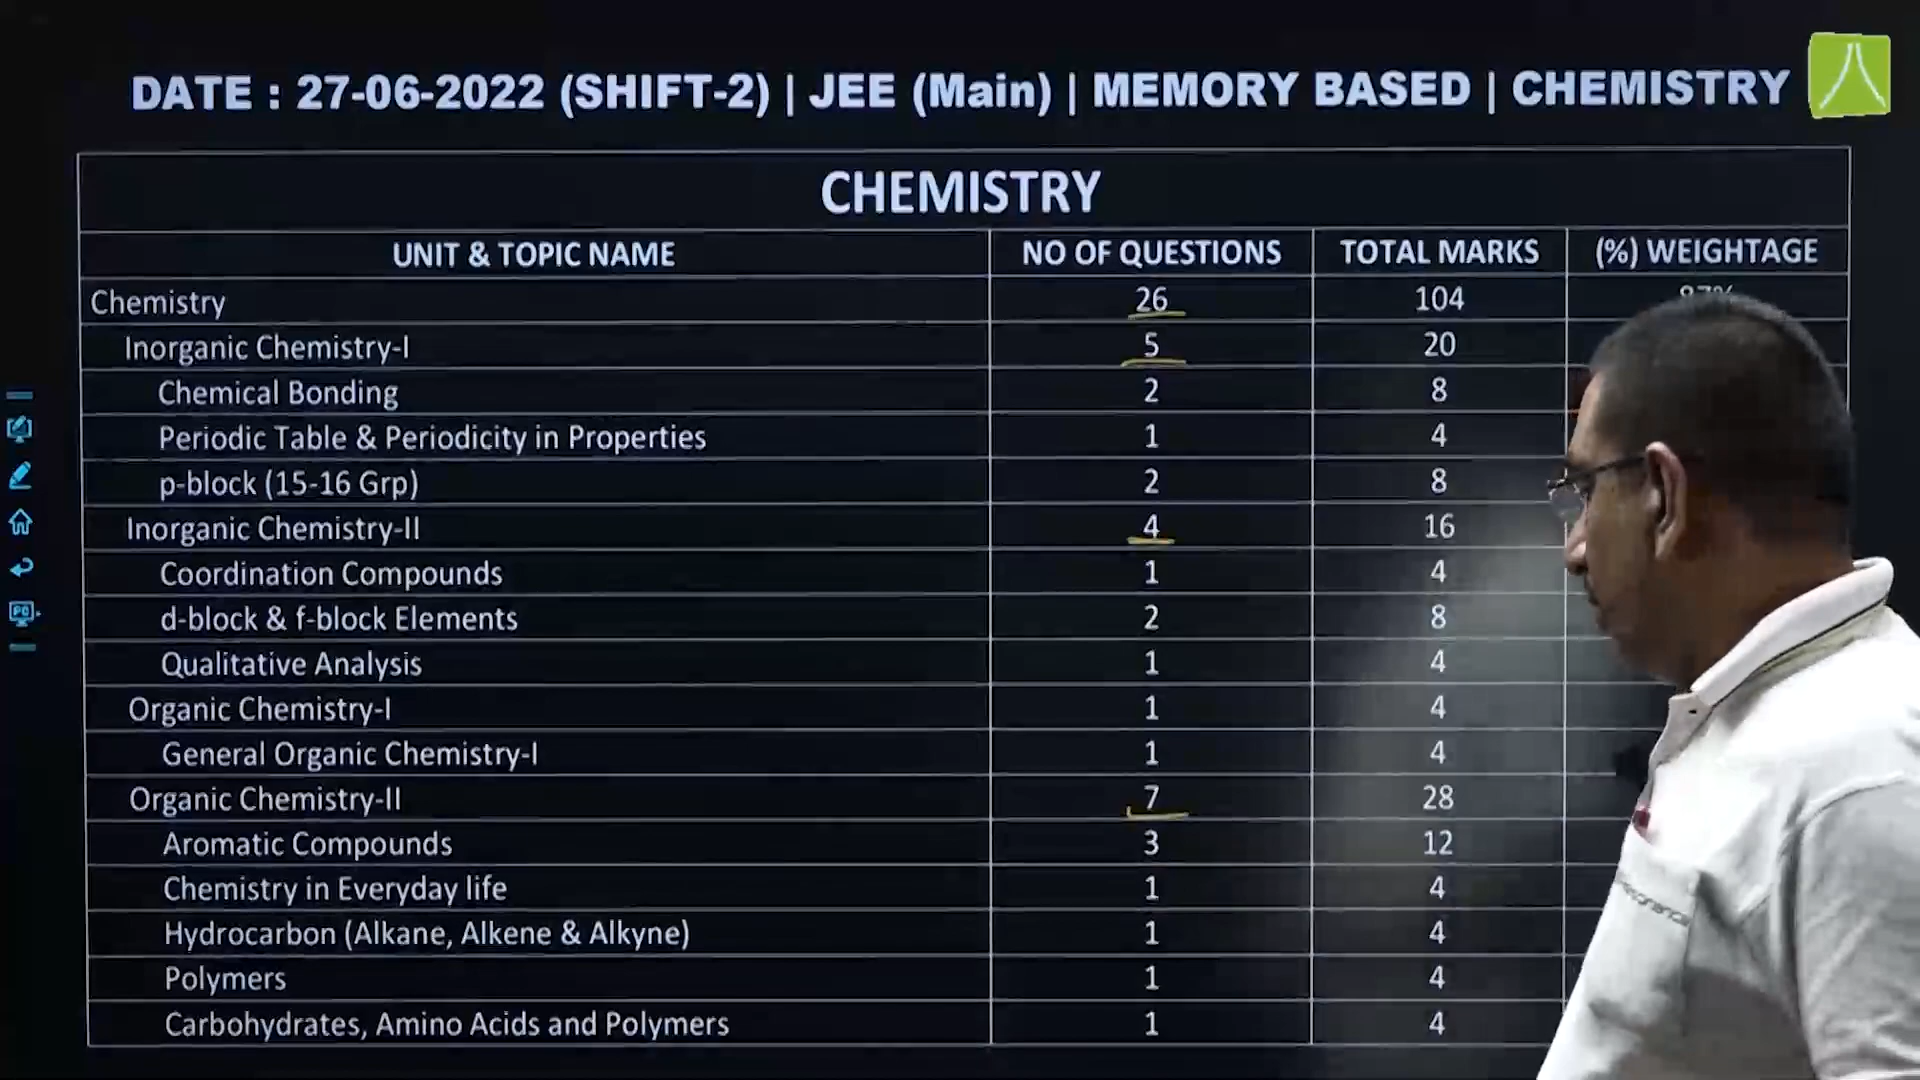 DATE : 27-06-2022 (SHIFT-2) | JEE (Main) | MEMORY BASED | CHEMISTRY
CHEMISTRY
UNIT & TOPIC NAME NO OF QUESTIONS TOTAL MARKS (%) WEIGHTAGE
Chemistry 26 104
Inorganic Chemistry-I 5 20
Chemical Bonding 2 8
Periodic Table & Periodicity in Properties 1 4
p-block (15-16 Grp) 2 8
Inorganic Chemistry-II 4 16
Coordination Compounds 1 4
d-block & f-block Elements 2 8
Qualitative Analysis 1 4
Organic Chemistry-I 1 4
General Organic Chemistry-I 1 4
Organic Chemistry-II 7 28
Aromatic Compounds 3 12
Chemistry in Everyday life 1 4
Hydrocarbon (Alkane, Alkene & Alkyne) 1 4
Polymers 1 4
Carbohydrates, Amino Acids and Polymers 1 4